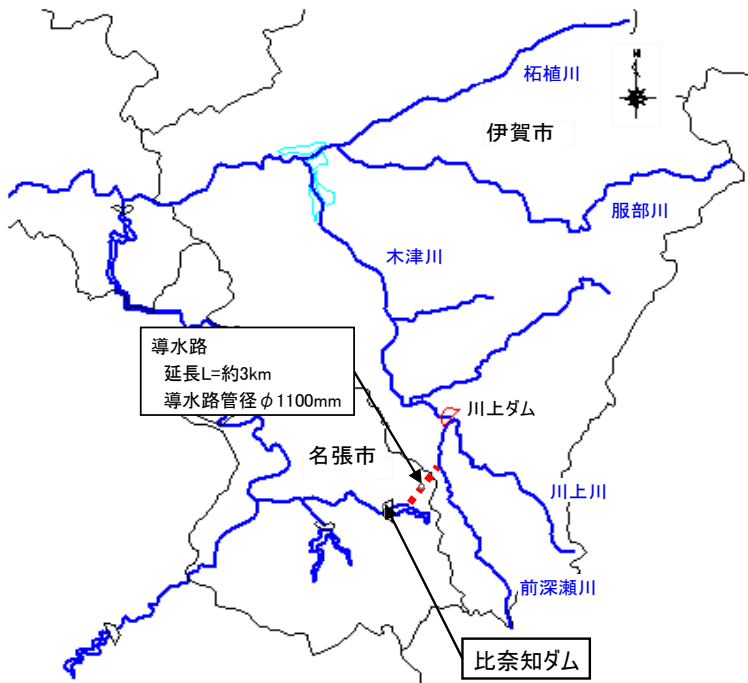 柘植川
N
伊賀市
服部川
木津川
導水路
延長L=約3km
導水路管径φ1100mm
川上ダム
名張市
川上川
前深瀬川
比奈知ダム